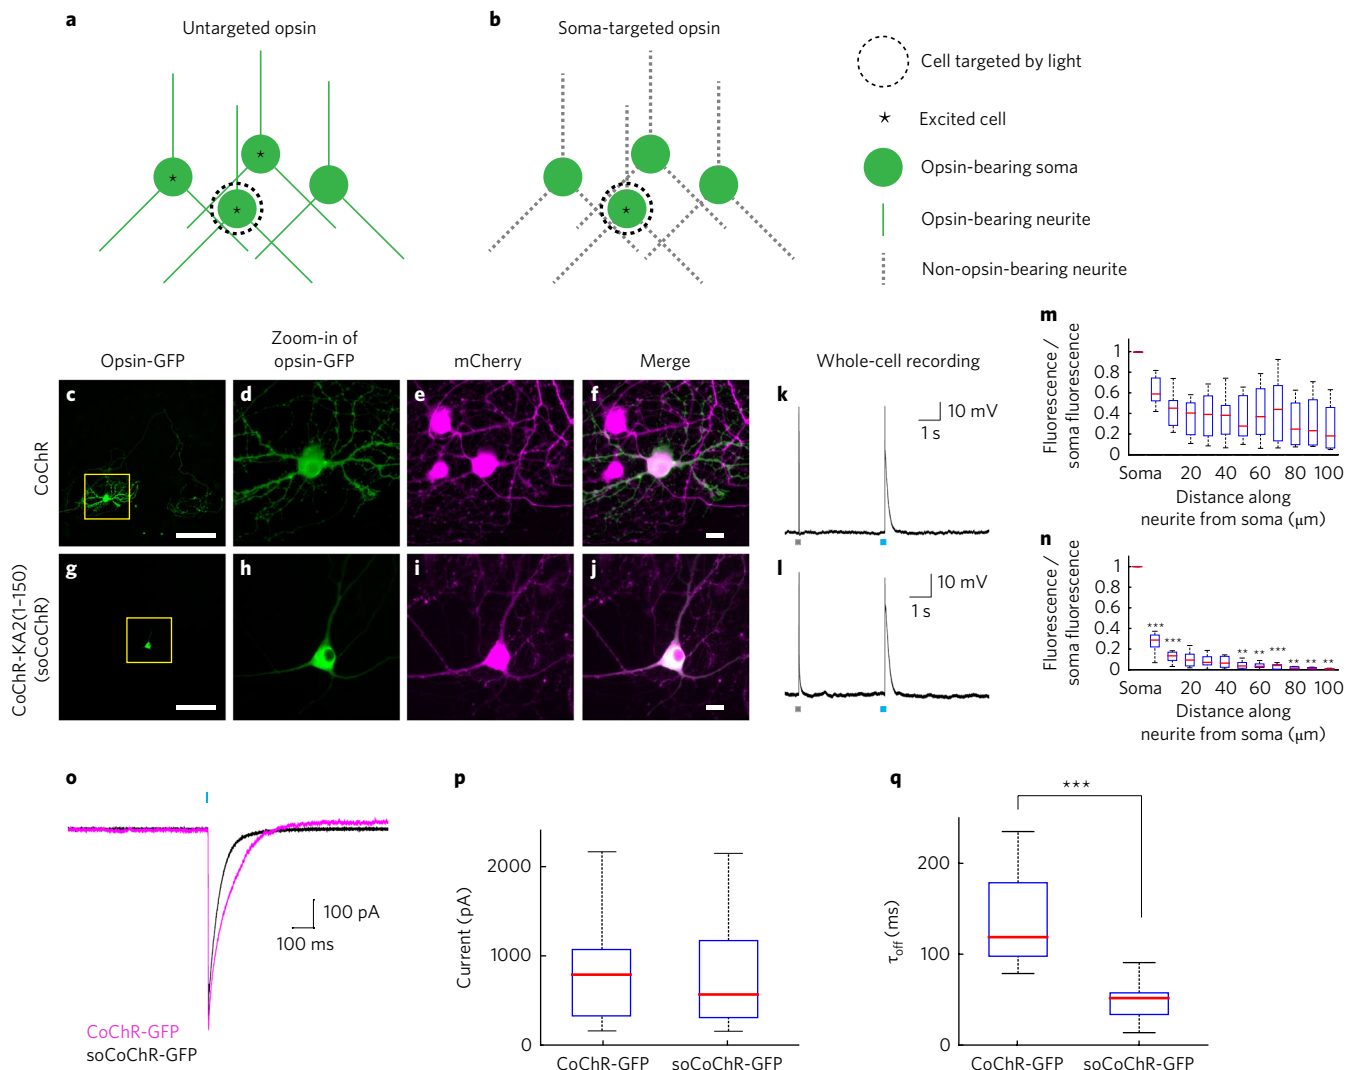 a
Untargeted opsin
b
Soma-targeted opsin
Cell targeted by light
Excited cell
Opsin-bearing soma
Opsin-bearing neurite
Non-opsin-bearing neurite
Opsin-GFP
Zoom-in of
opsin-GFP
mCherry
Merge
Whole-cell recording
CoChR
c
d
e
f
k
10 mV
1 s
m
Fluorescence /
soma fluorescence
1
0.8
0.6
0.4
0.2
0
Soma 20 40 60 80 100
Distance along
neurite from soma (μm)
CoChR-KA2(1–150)
(soCoChR)
g
h
i
j
l
10 mV
1 s
n
Fluorescence /
soma fluorescence
1
0.8
0.6
0.4
0.2
0
*** *** ** ** *** ** ** **
Soma 20 40 60 80 100
Distance along
neurite from soma (μm)
o
100 pA
100 ms
CoChR-GFP
soCoChR-GFP
p
Current (pA)
2000
1000
0
CoChR-GFP soCoChR-GFP
q
***
τoff (ms)
200
100
0
CoChR-GFP soCoChR-GFP